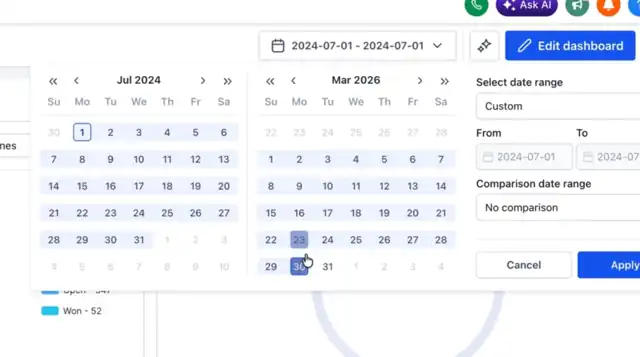 Ask AI
2024-07-01 - 2024-07-01
Edit dashboard
« ‹ Jul 2024 › »
Su Mo Tu We Th Fr Sa
30 1 2 3 4 5 6
7 8 9 10 11 12 13
14 15 16 17 18 19 20
21 22 23 24 25 26 27
28 29 30 31 1 2 3
4 5 6 7 8 9 10
« ‹ Mar 2026 › »
Su Mo Tu We Th Fr Sa
22 23 24 25 26 27 28
1 2 3 4 5 6 7
8 9 10 11 12 13 14
15 16 17 18 19 20 21
22 23 24 25 26 27 28
29 30 31 1 2 3 4
Select date range
Custom
From To
2024-07-01 2024-07-
Comparison date range
No comparison
Cancel Apply
nes
Won - 52